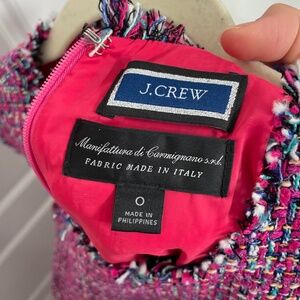 J.CREW
Manifattura di Carmignano s.r.l.
FABRIC MADE IN ITALY
0
MADE IN
PHILIPPINES